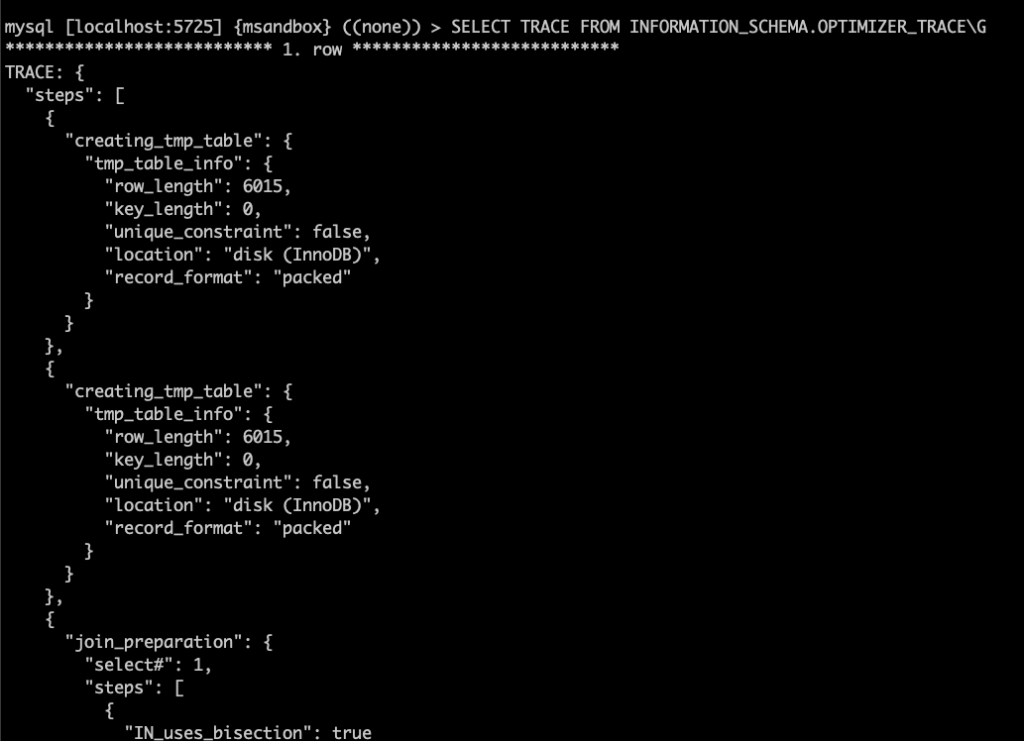 mysql [localhost:5725] {msandbox} ((none)) > SELECT TRACE FROM INFORMATION_SCHEMA.OPTIMIZER_TRACE\G
*************************** 1. row ***************************
TRACE: {
  "steps": [
    {
      "creating_tmp_table": {
        "tmp_table_info": {
          "row_length": 6015,
          "key_length": 0,
          "unique_constraint": false,
          "location": "disk (InnoDB)",
          "record_format": "packed"
        }
      }
    },
    {
      "creating_tmp_table": {
        "tmp_table_info": {
          "row_length": 6015,
          "key_length": 0,
          "unique_constraint": false,
          "location": "disk (InnoDB)",
          "record_format": "packed"
        }
      }
    },
    {
      "join_preparation": {
        "select#": 1,
        "steps": [
          {
            "IN_uses_bisection": true